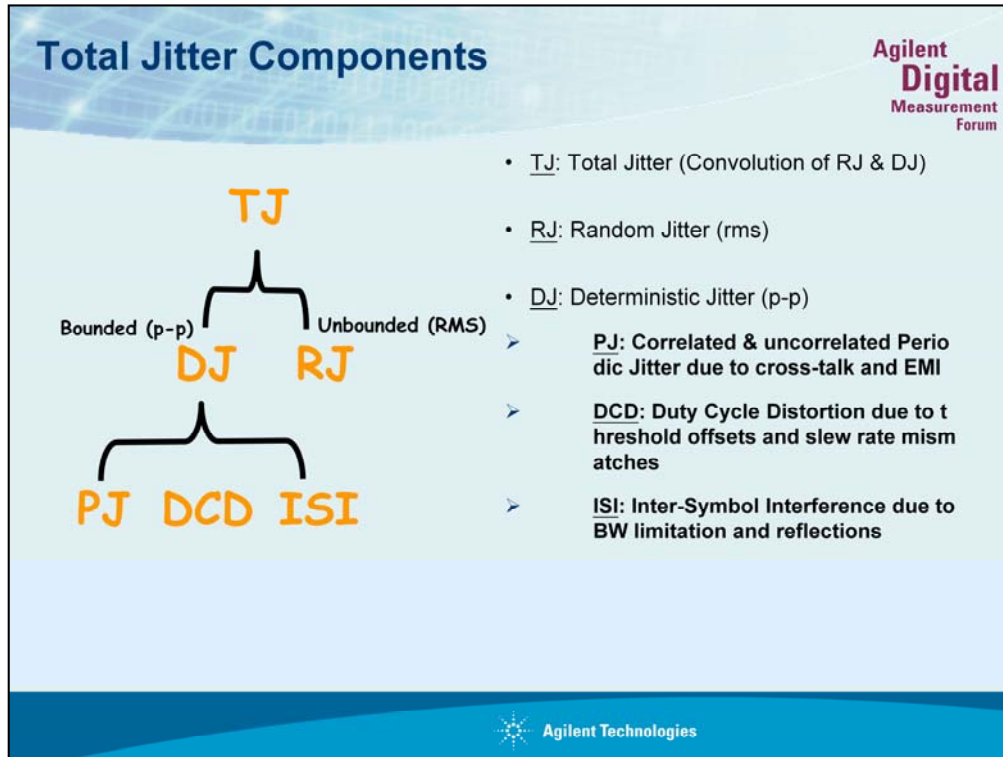 Total Jitter Components
Agilent
Digital
Measurement
Forum
TJ
Bounded (p-p)
Unbounded (RMS)
DJ
RJ
PJ
DCD
ISI
• TJ: Total Jitter (Convolution of RJ & DJ)
• RJ: Random Jitter (rms)
• DJ: Deterministic Jitter (p-p)
➢ PJ: Correlated & uncorrelated Perio
dic Jitter due to cross-talk and EMI
➢ DCD: Duty Cycle Distortion due to t
hreshold offsets and slew rate mism
atches
➢ ISI: Inter-Symbol Interference due to
BW limitation and reflections
Agilent Technologies